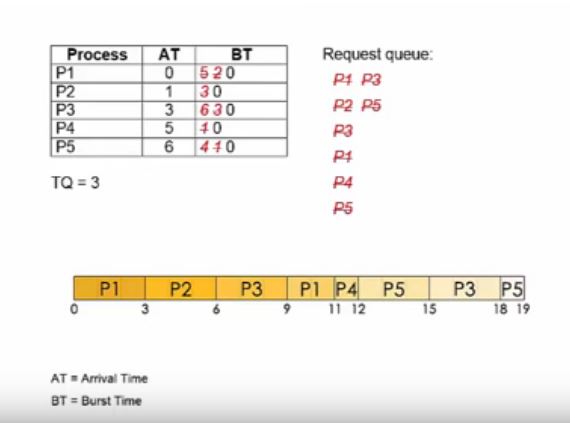 Process AT BT
P1 0 5 2 0
P2 1 3 0
P3 3 6 3 0
P4 5 1 0
P5 6 4 1 0
TQ = 3
Request queue:
P1 P3
P2 P5
P3
P1
P4
P5
P1 P2 P3 P1 P4 P5 P3 P5
0 3 6 9 11 12 15 18 19
AT = Arrival Time
BT = Burst Time